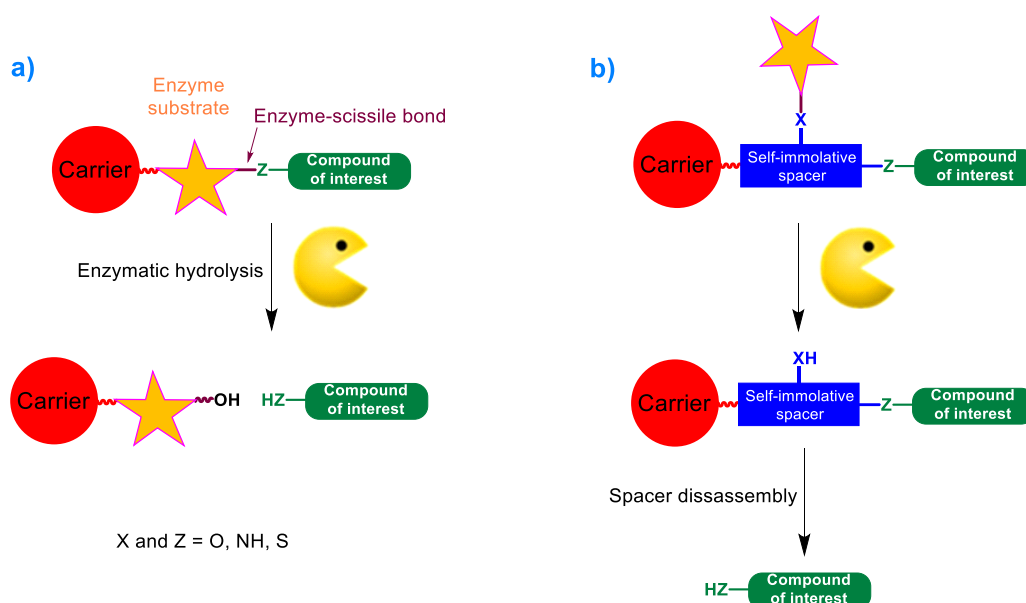 a)
Enzyme
substrate
Enzyme-scissile bond
Carrier
Z
Compound
of interest
Enzymatic hydrolysis
Carrier
OH
HZ
Compound
of interest
X and Z = O, NH, S
b)
X
Carrier
Self-immolative
spacer
Z
Compound
of interest
XH
Carrier
Self-immolative
spacer
Z
Compound
of interest
Spacer dissassembly
HZ
Compound
of interest